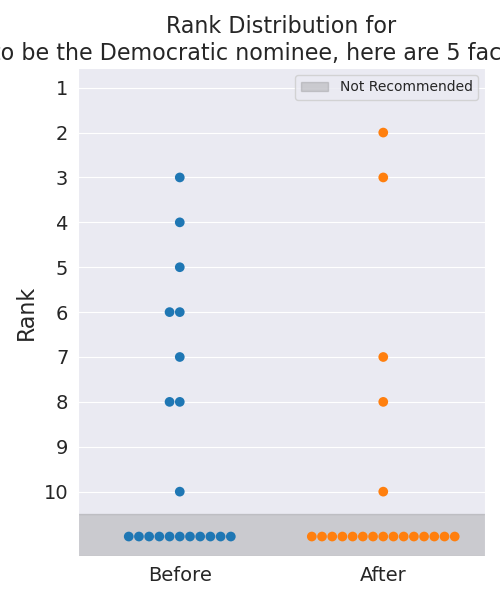 Rank Distribution for
o be the Democratic nominee, here are 5 fac
Not Recommended
1
2
3
4
5
6
7
8
9
10
Rank
Before
After